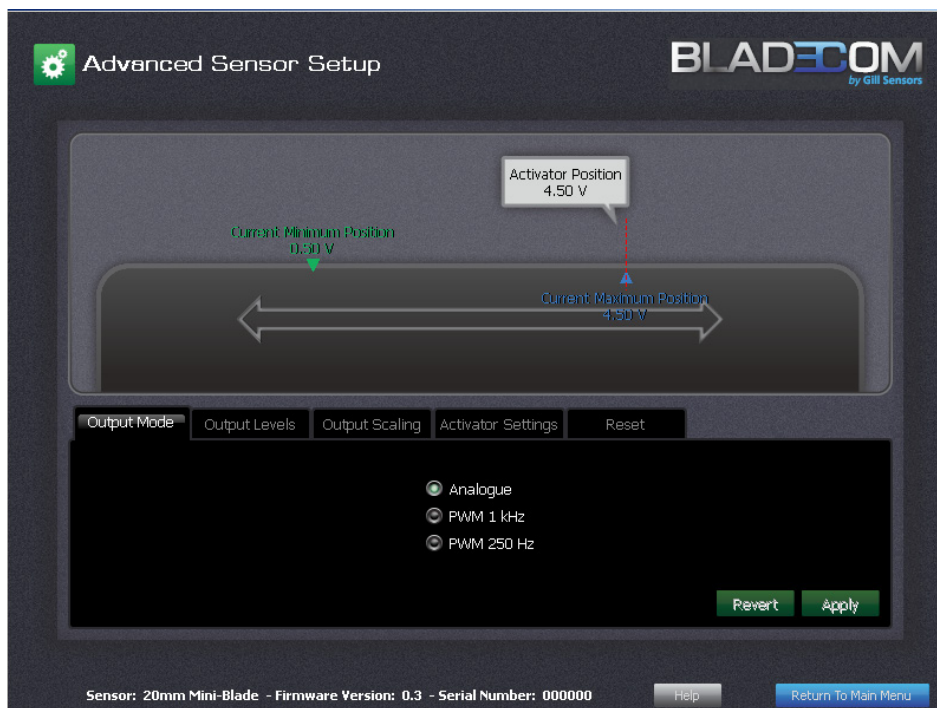 Advanced Sensor Setup
BLADECOM
by Gill Sensors
Activator Position
4.50 V
Current Minimum Position
0.50 V
Current Maximum Position
4.50 V
Output Mode
Output Levels
Output Scaling
Activator Settings
Reset
Analogue
PWM 1 kHz
PWM 250 Hz
Revert
Apply
Sensor: 20mm Mini-Blade - Firmware Version: 0.3 - Serial Number: 000000
Help
Return To Main Menu